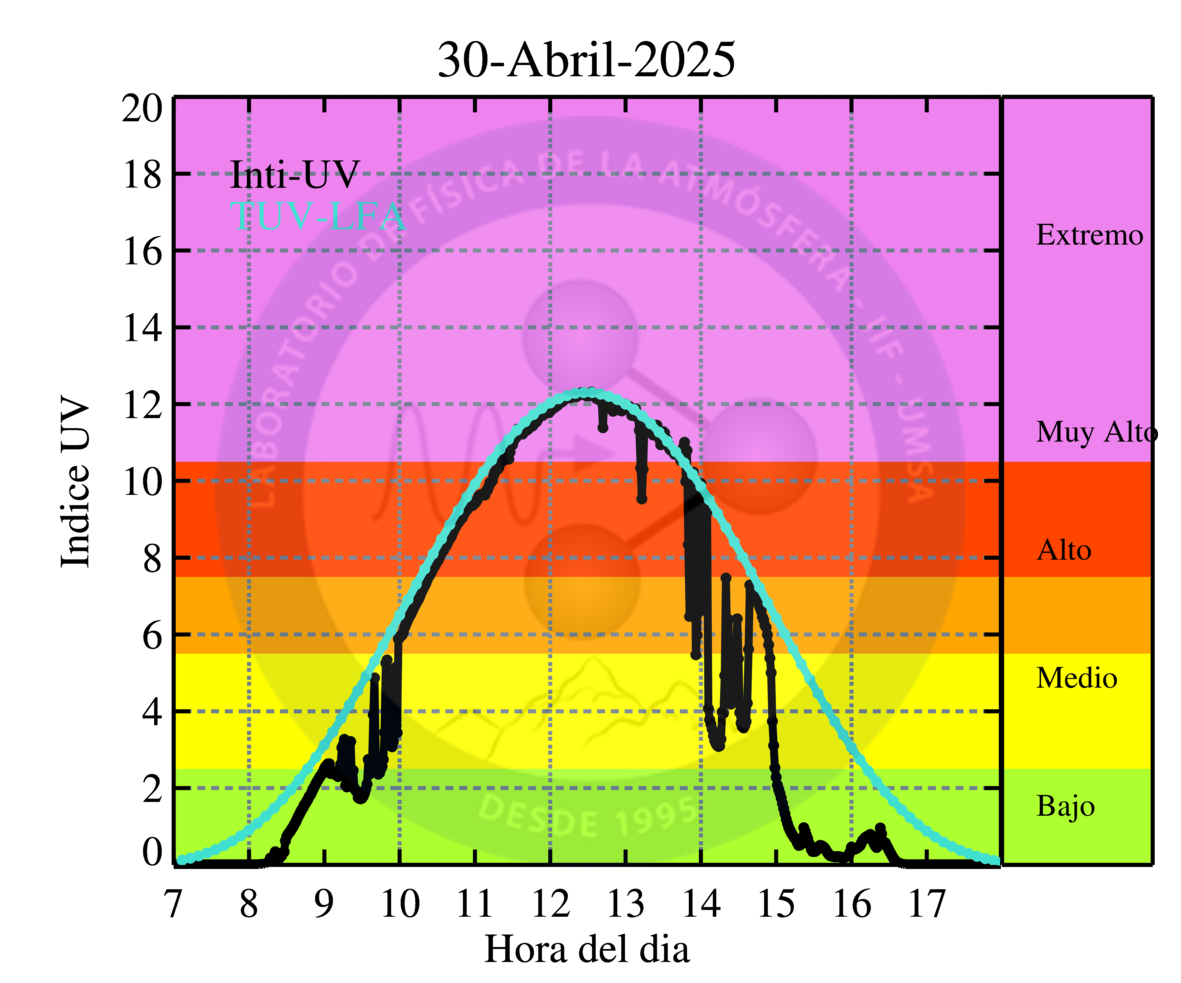 30-Abril-2025
20
18
16
14
12
10
8
6
4
2
0
Indice UV
Inti-UV
TUV-LFA
LABORATORIO DE FÍSICA DE LA ATMÓSFERA - IIF - UMSA
DESDE 1995
Extremo
Muy Alto
Alto
Medio
Bajo
7 8 9 10 11 12 13 14 15 16 17
Hora del dia